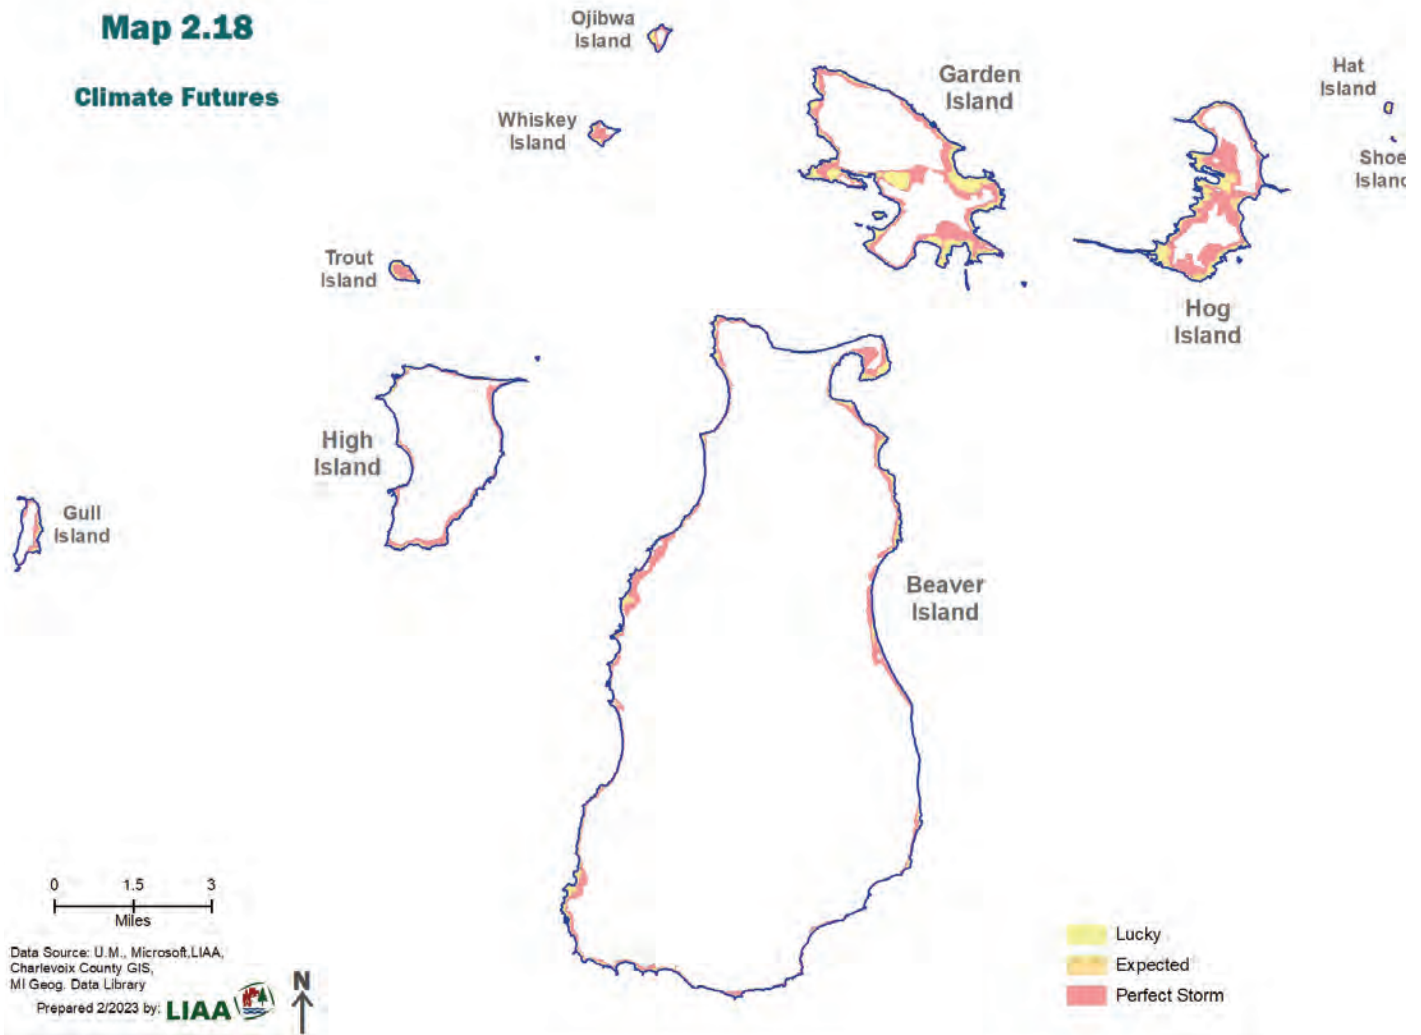 Map 2.18
Climate Futures
Ojibwa
Island
Whiskey
Island
Garden
Island
Hat
Island
Shoe
Island
Trout
Island
Hog
Island
High
Island
Gull
Island
Beaver
Island
0 1.5 3
Miles
Data Source: U.M., Microsoft,LIAA,
Charlevoix County GIS,
MI Geog. Data Library
Prepared 2/2023 by: LIAA
N
Lucky
Expected
Perfect Storm